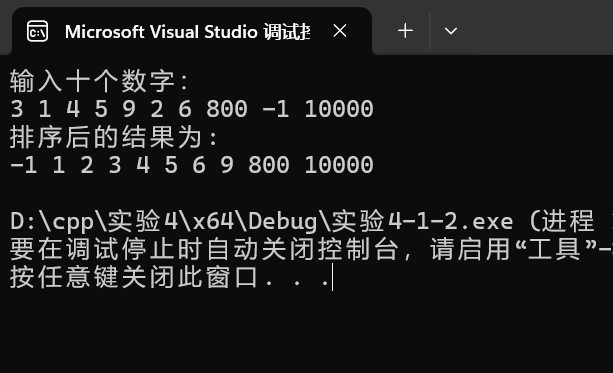 Microsoft Visual Studio 调试
输入十个数字:
3 1 4 5 9 2 6 800 -1 10000
排序后的结果为:
-1 1 2 3 4 5 6 9 800 10000
D:\cpp\实验4\x64\Debug\实验4-1-2.exe (进程
要在调试停止时自动关闭控制台, 请启用“工具”-
按任意键关闭此窗口. . .